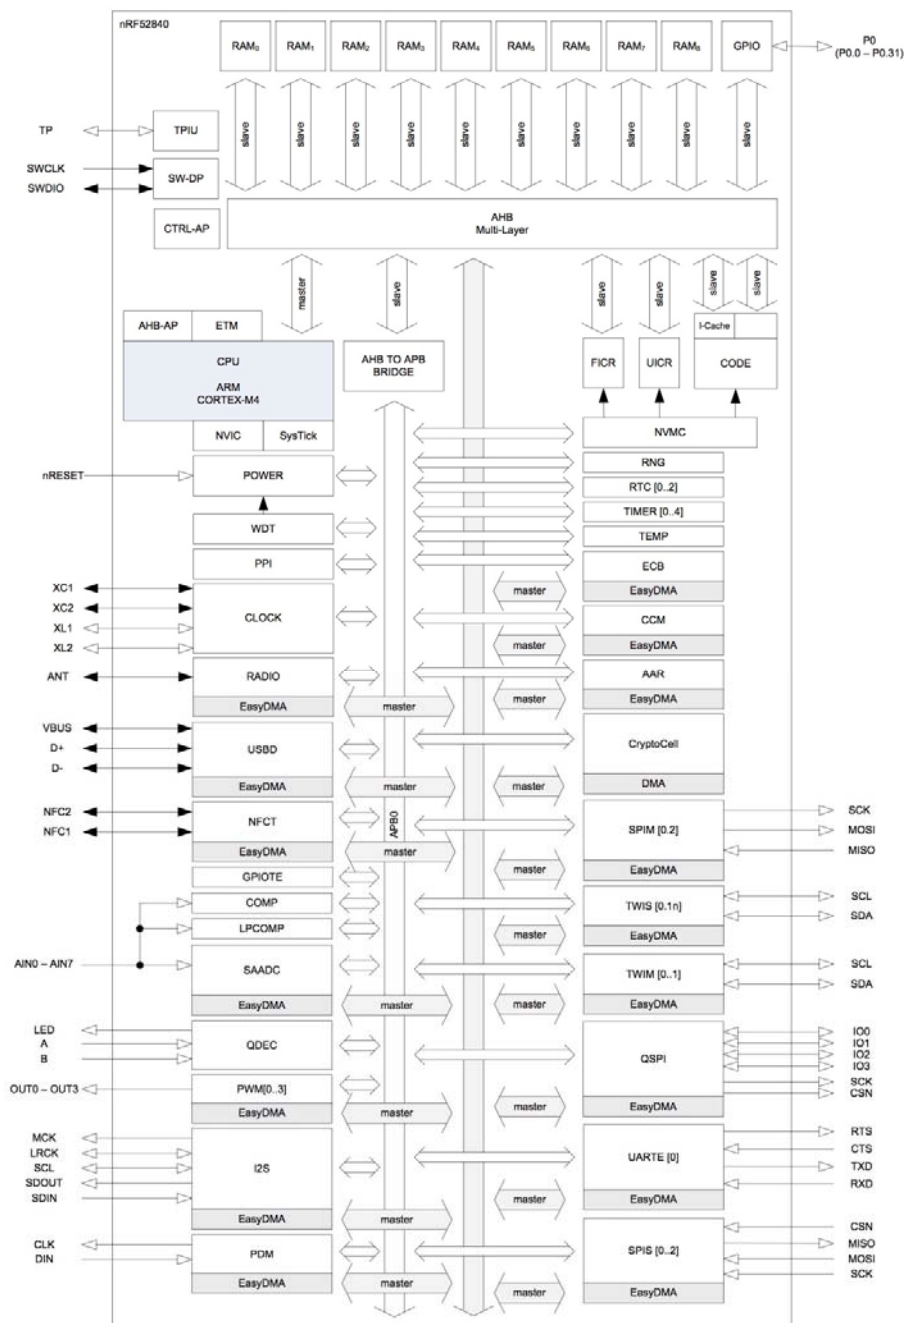 nRF52840
RAM0 RAM1 RAM2 RAM3 RAM4 RAM5 RAM6 RAM7 RAM8 GPIO
P0
(P0.0 – P0.31)
slave slave slave slave slave slave slave slave slave slave
TP TPIU
SWCLK
SWDIO
SW-DP
CTRL-AP
AHB
Multi-Layer
master slave slave slave slave slave
AHB-AP ETM
I-Cache
CPU
ARM
CORTEX-M4
AHB TO APB
BRIDGE
FICR UICR CODE
NVIC SysTick
NVMC
nRESET POWER
RNG
RTC [0..2]
WDT
TIMER [0..4]
TEMP
PPI
ECB
master EasyDMA
XC1
XC2
XL1
XL2
CLOCK
CCM
master EasyDMA
ANT RADIO
AAR
EasyDMA master
master EasyDMA
VBUS
D+
D-
USBD
CryptoCell
EasyDMA master
master DMA
NFC2
NFC1
NFCT
APB0
SPIM [0.2]
SCK
MOSI
MISO
EasyDMA master
master EasyDMA
GPIOTE
COMP
LPCOMP
TWIS [0.1n]
SCL
SDA
master EasyDMA
AIN0 – AIN7
SAADC
TWIM [0..1]
SCL
SDA
EasyDMA master
master EasyDMA
LED
A
B
QDEC
QSPI
IO0
IO1
IO2
IO3
SCK
CSN
OUT0 – OUT3 PWM[0..3]
EasyDMA master
master EasyDMA
MCK
LRCK
SCL
SDOUT
SDIN
I2S
UARTE [0]
RTS
CTS
TXD
RXD
master EasyDMA
EasyDMA master
CLK
DIN
PDM
SPIS [0..2]
CSN
MISO
MOSI
SCK
EasyDMA master
master EasyDMA